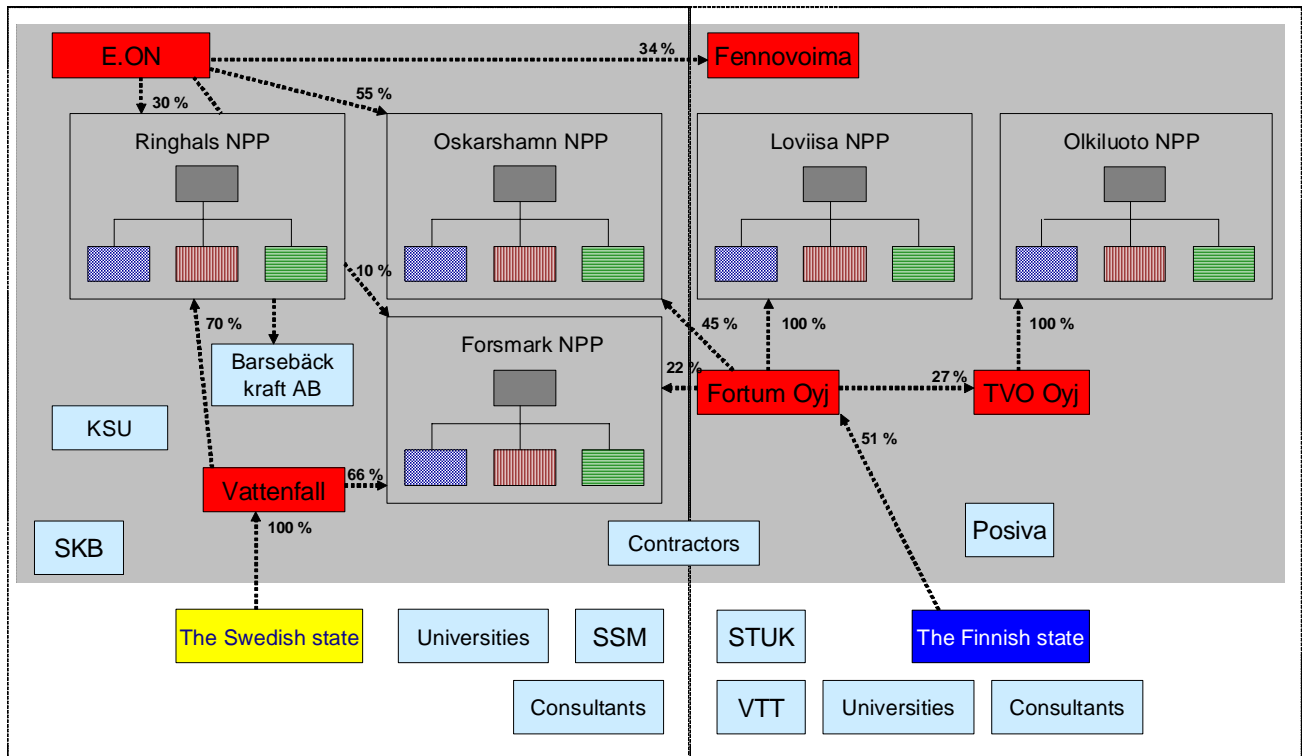 E.ON
34 %
Fennovoima
30 %
55 %
Ringhals NPP
Oskarshamn NPP
Loviisa NPP
Olkiluoto NPP
10 %
70 %
45 %
100 %
100 %
Barsebäck
kraft AB
Forsmark NPP
22 %
Fortum Oyj
27 %
TVO Oyj
KSU
51 %
Vattenfall
66 %
100 %
SKB
Contractors
Posiva
The Swedish state
Universities
SSM
STUK
The Finnish state
Consultants
VTT
Universities
Consultants